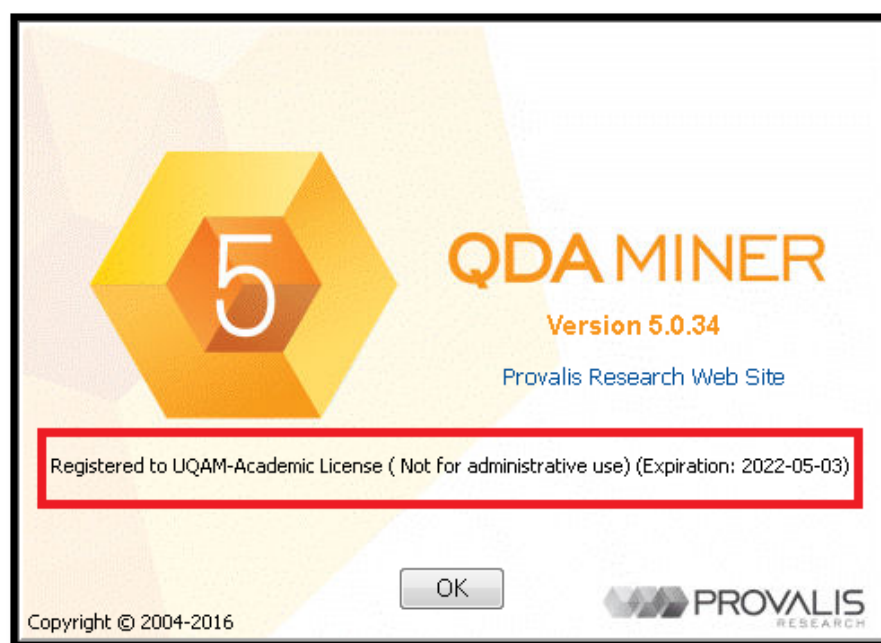 5
QDA MINER
Version 5.0.34
Provalis Research Web Site
Registered to UQAM-Academic License ( Not for administrative use) (Expiration: 2022-05-03)
OK
PROVALIS
RESEARCH
Copyright © 2004-2016